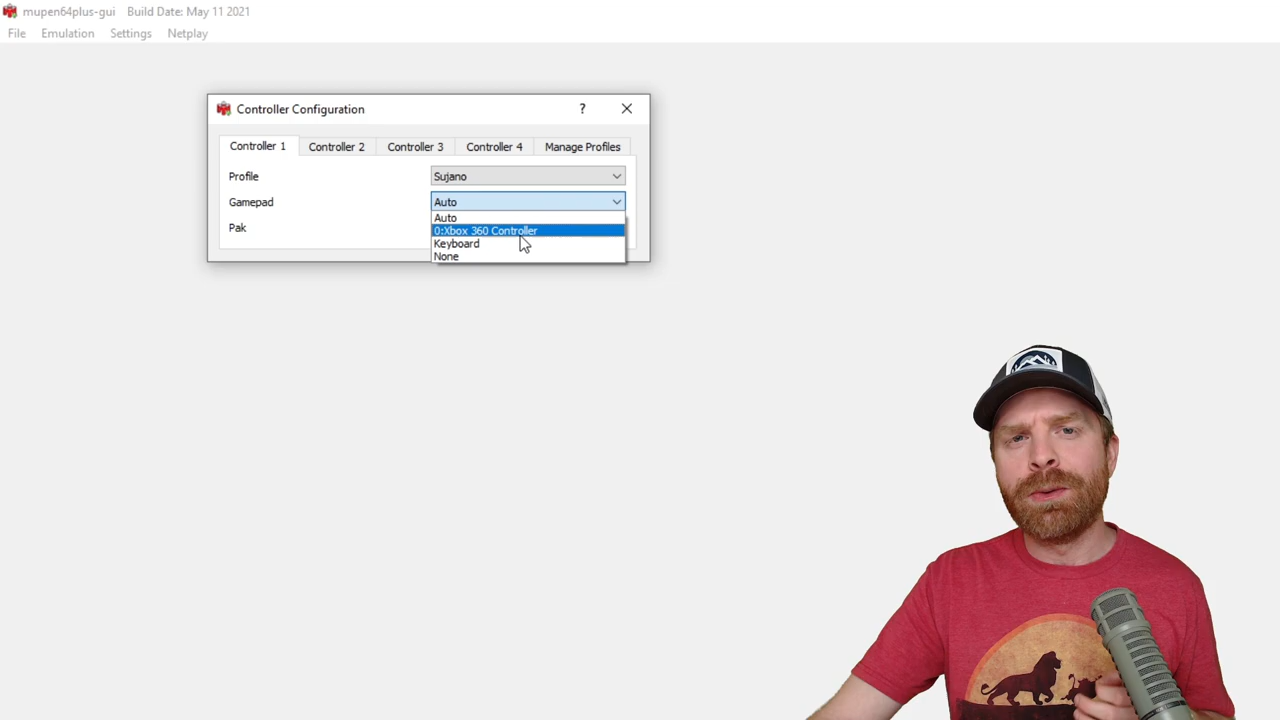 mupen64plus-gui Build Date: May 11 2021
File Emulation Settings Netplay
Controller Configuration ?
Controller 1 Controller 2 Controller 3 Controller 4 Manage Profiles
Profile Sujano
Gamepad Auto
Auto
0:Xbox 360 Controller
Pak
Keyboard
None